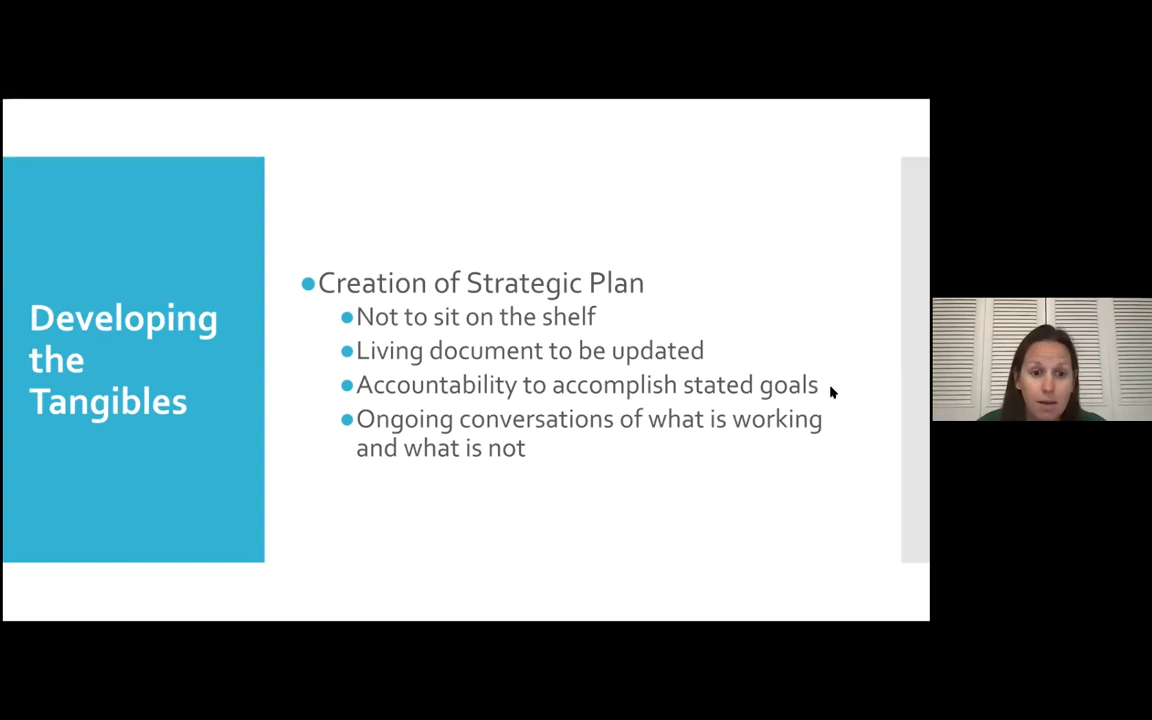 Developing
the
Tangibles
Creation of Strategic Plan
Not to sit on the shelf
Living document to be updated
Accountability to accomplish stated goals
Ongoing conversations of what is working
and what is not